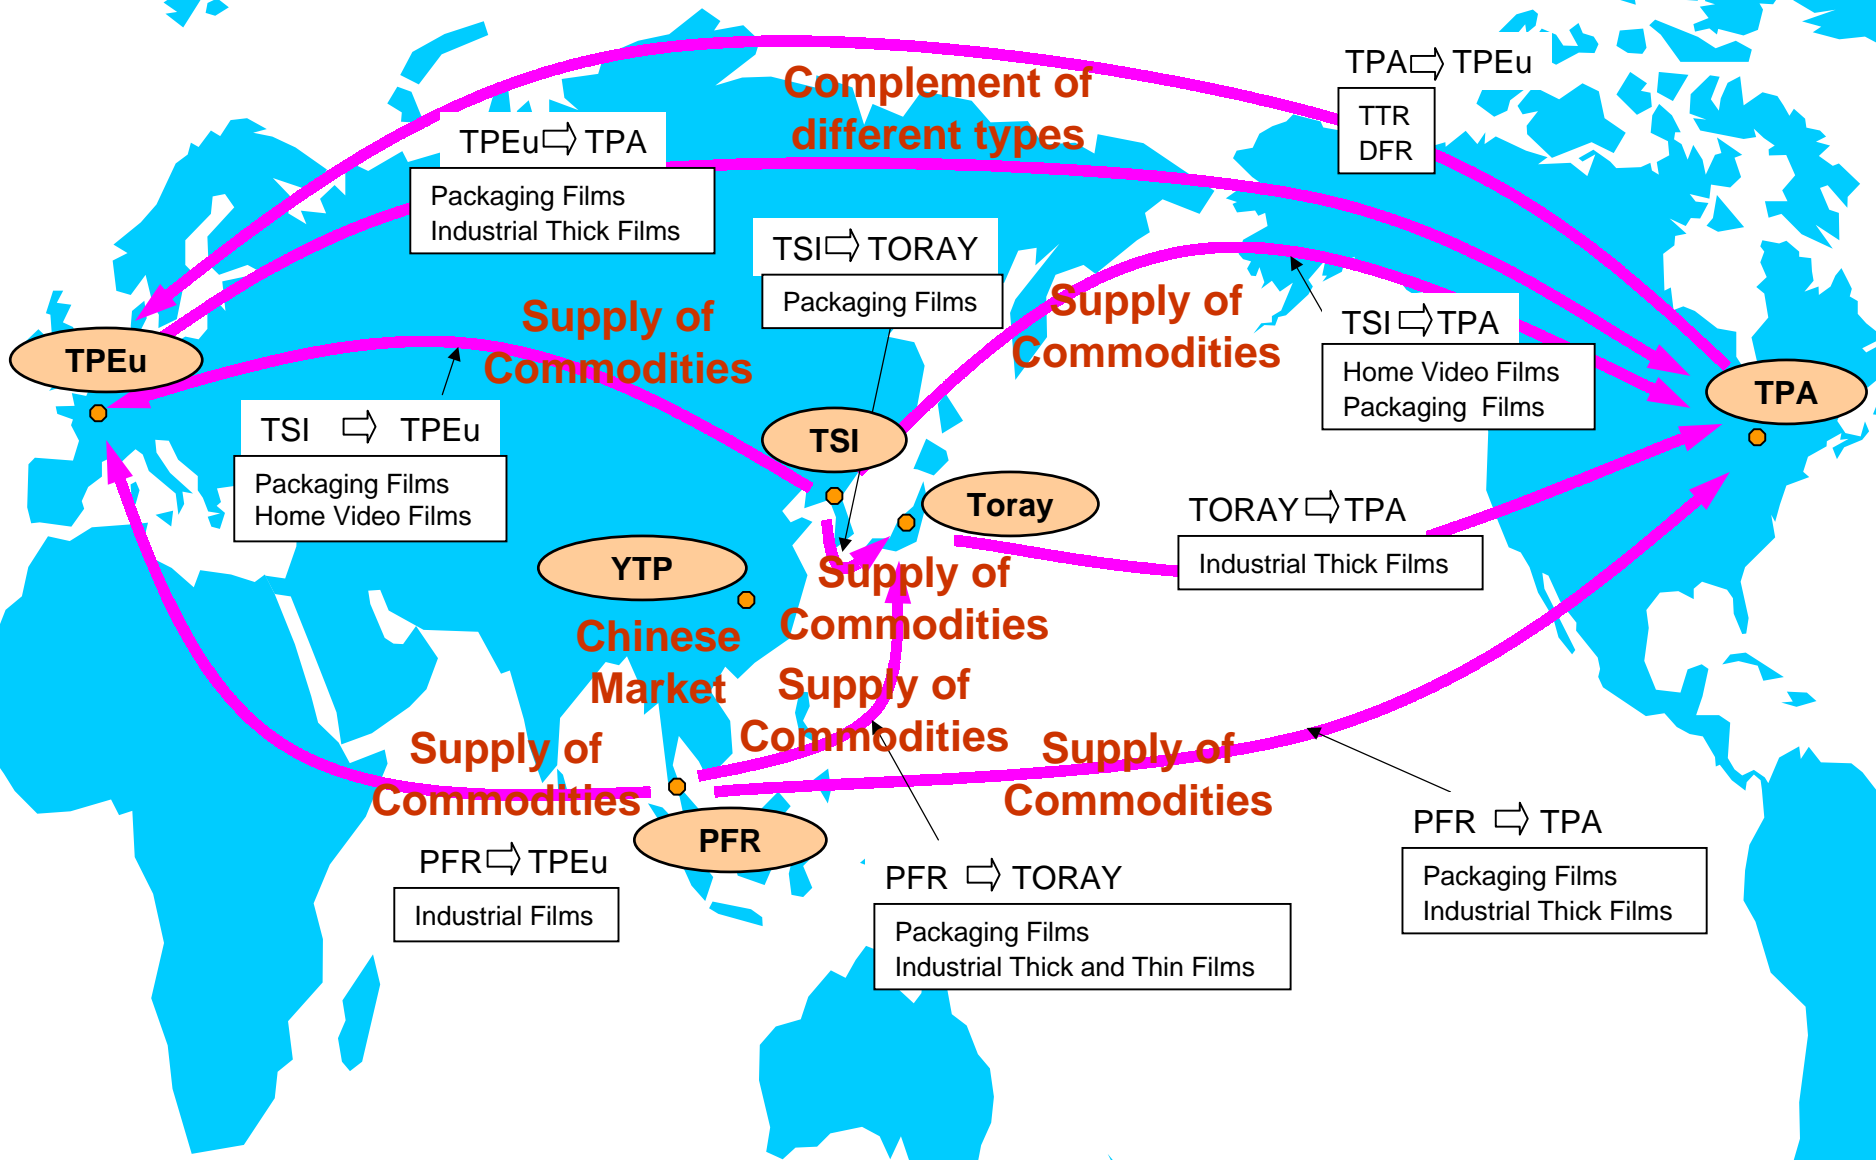 TPA TPEu
TTR
DFR
Complement of
different types
TPEu TPA
Packaging Films
Industrial Thick Films
TSI TORAY
Packaging Films
Supply of
Commodities
Supply of
Commodities
TSI TPA
Home Video Films
Packaging Films
TPEu
TPA
TSI TPEu
Packaging Films
Home Video Films
TSI
Toray
TORAY TPA
Industrial Thick Films
YTP
Chinese
Market
Supply of
Commodities
Supply of
Commodities
Supply of
Commodities
Supply of
Commodities
PFR
PFR TPEu
Industrial Films
PFR TORAY
Packaging Films
Industrial Thick and Thin Films
PFR TPA
Packaging Films
Industrial Thick Films